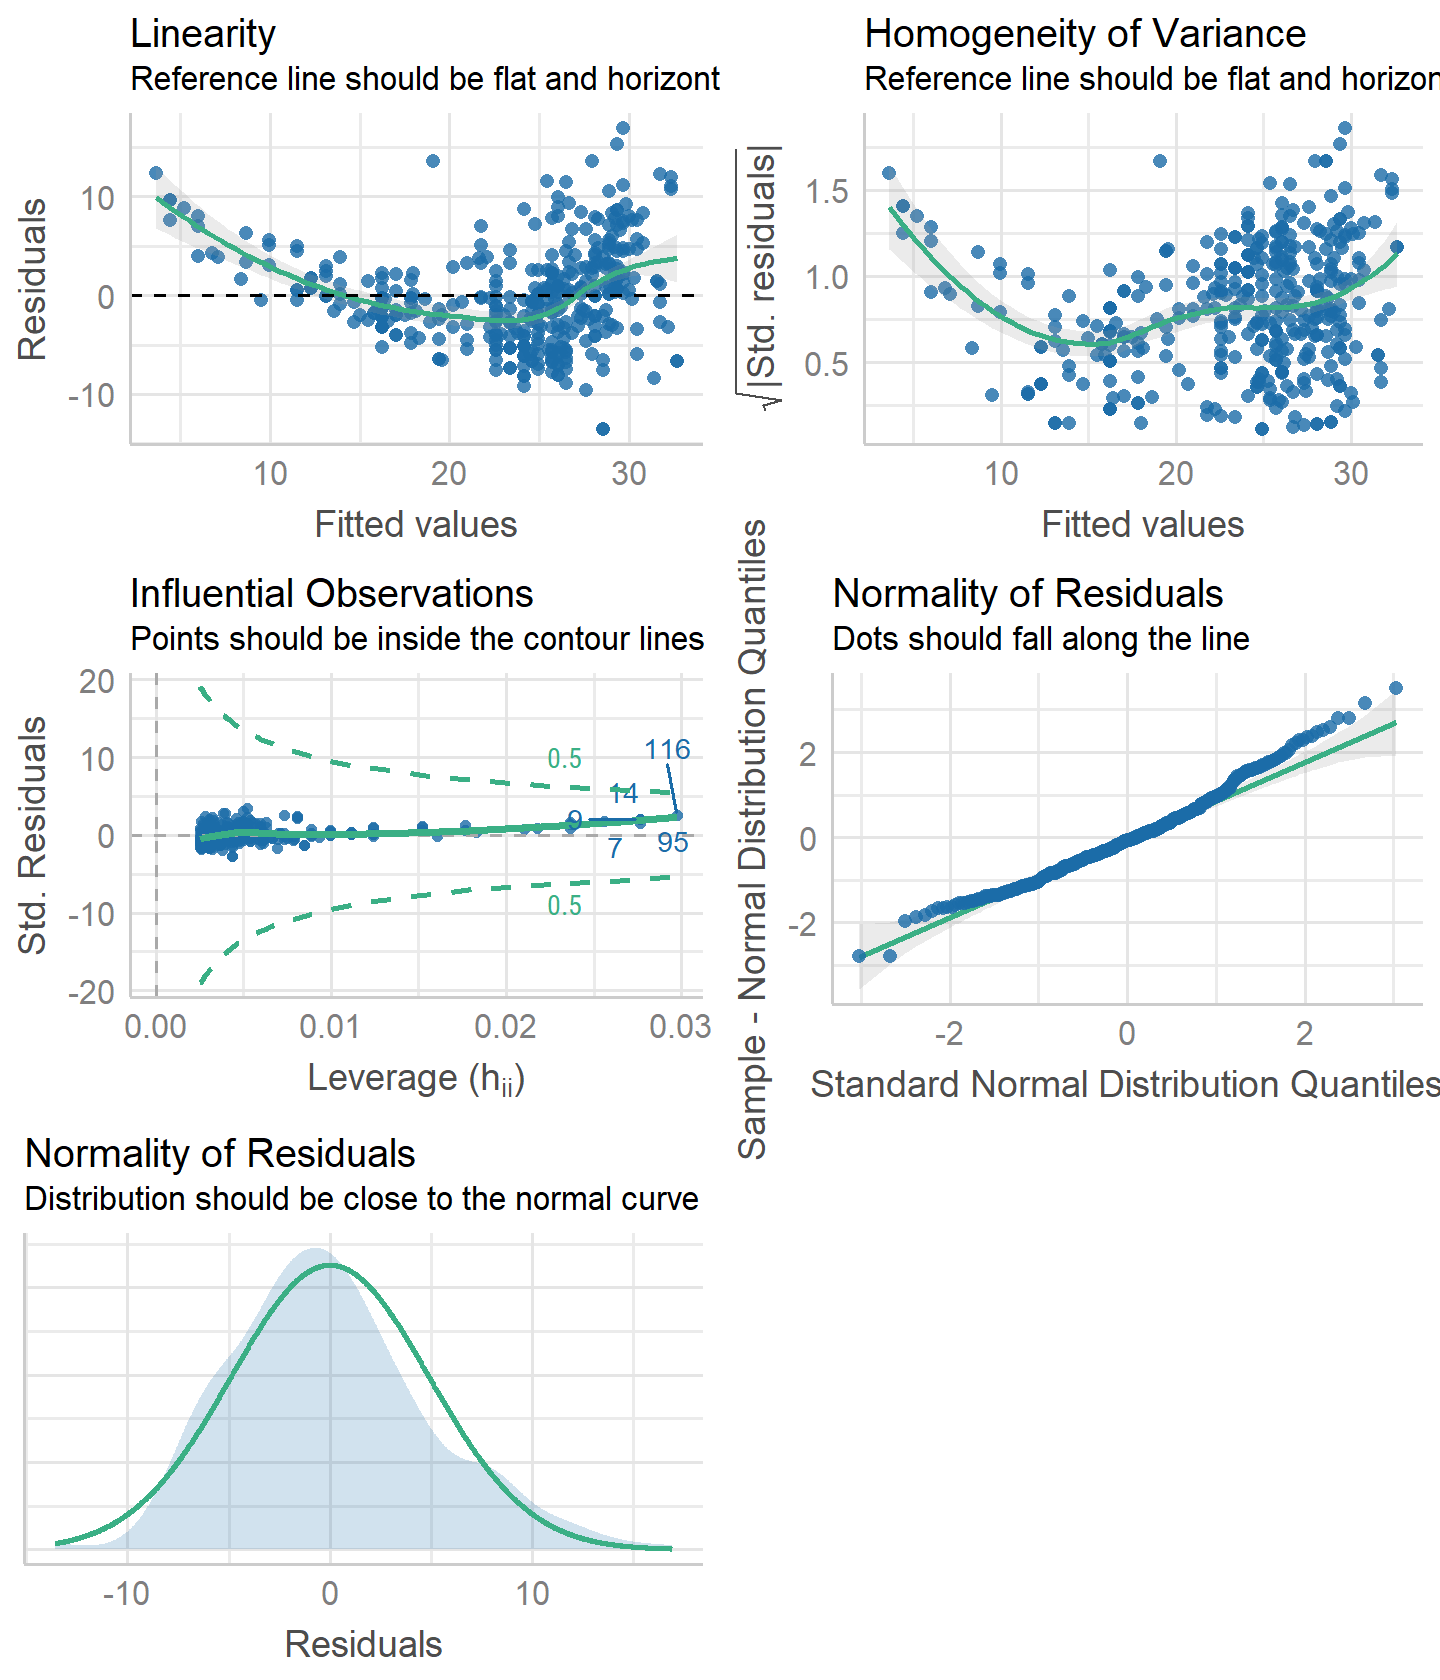 Linearity
Reference line should be flat and horizont
Residuals
10
0
-10
10
20
30
Fitted values
Homogeneity of Variance
Reference line should be flat and horizon
√|Std. residuals|
1.5
1.0
0.5
10
20
30
Fitted values
Influential Observations
Points should be inside the contour lines
Std. Residuals
20
10
0
-10
-20
0.5
116
14
9
7
95
0.5
0.00
0.01
0.02
0.03
Leverage (hii)
Normality of Residuals
Dots should fall along the line
Sample - Normal Distribution Quantiles
2
0
-2
-2
0
2
Standard Normal Distribution Quantiles
Normality of Residuals
Distribution should be close to the normal curve
-10
0
10
Residuals